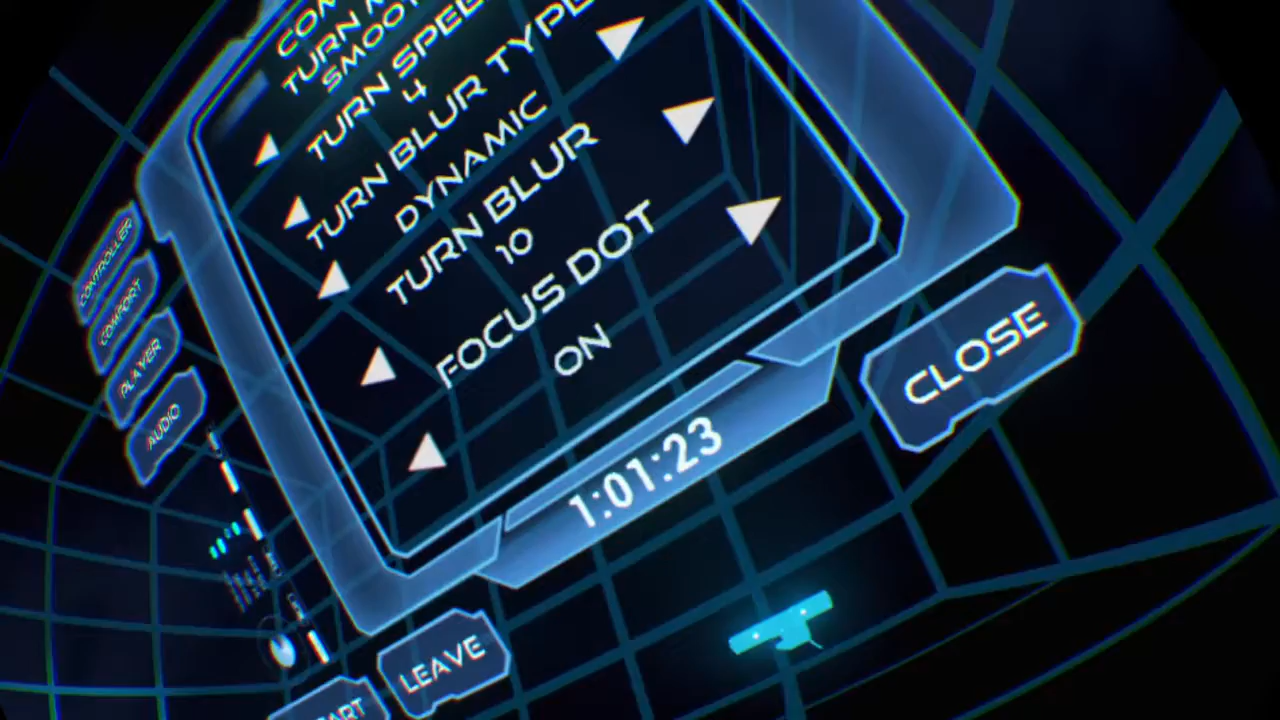 TURN SPEED
4
TURN BLUR TYPE
DYNAMIC
TURN BLUR
10
FOCUS DOT
ON
1:01:23
CLOSE
LEAVE
CONTROLLER
COMFORT
PLAYER
AUDIO